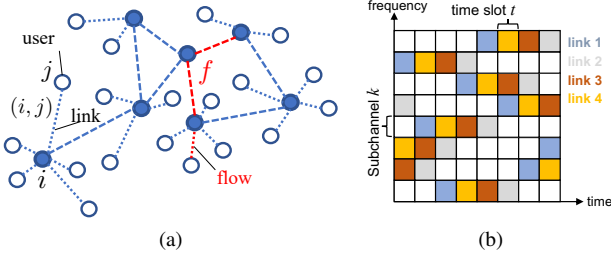 user
j
(i, j)
link
i
f
flow
(a)
frequency
time slot t
link 1
link 2
link 3
link 4
Subchannel k
time
(b)